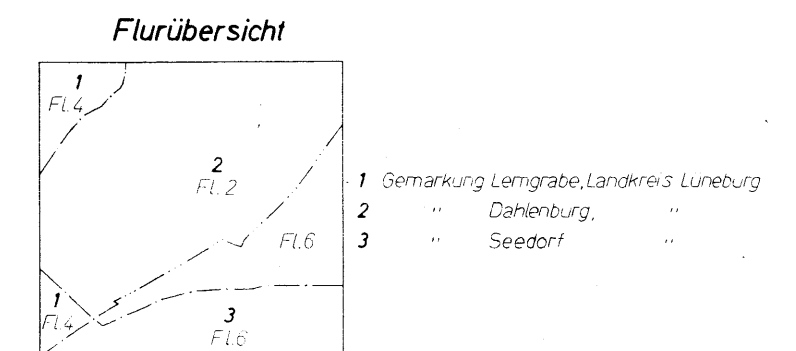 Flurübersicht
1
Fl.4
2
Fl. 2
Fl.6
1
Fl.4
3
Fl.6
1 Gemarkung Lemgrabe, Landkreis Lüneburg
2 " Dahlenburg, "
3 " Seedorf "